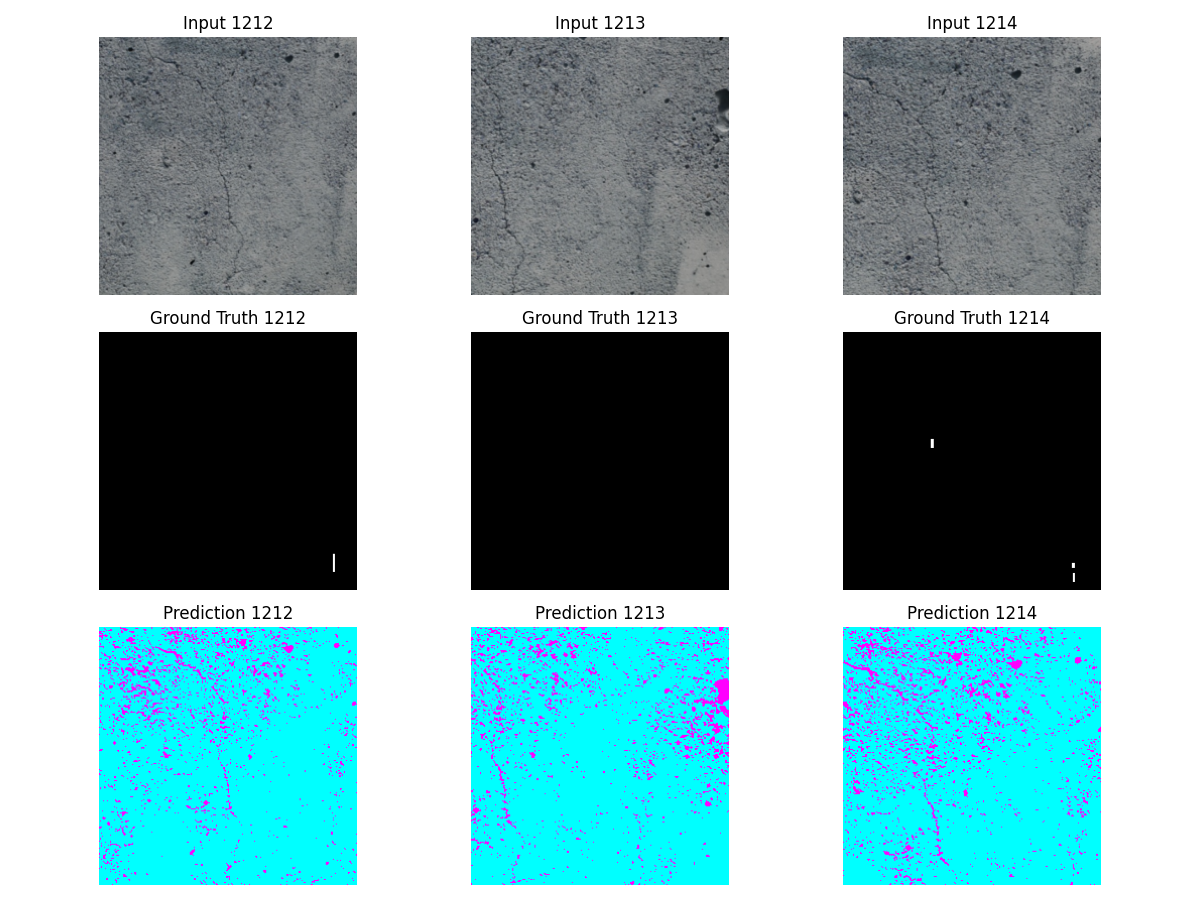 Input 1212
Input 1213
Input 1214
Ground Truth 1212
Ground Truth 1213
Ground Truth 1214
Prediction 1212
Prediction 1213
Prediction 1214